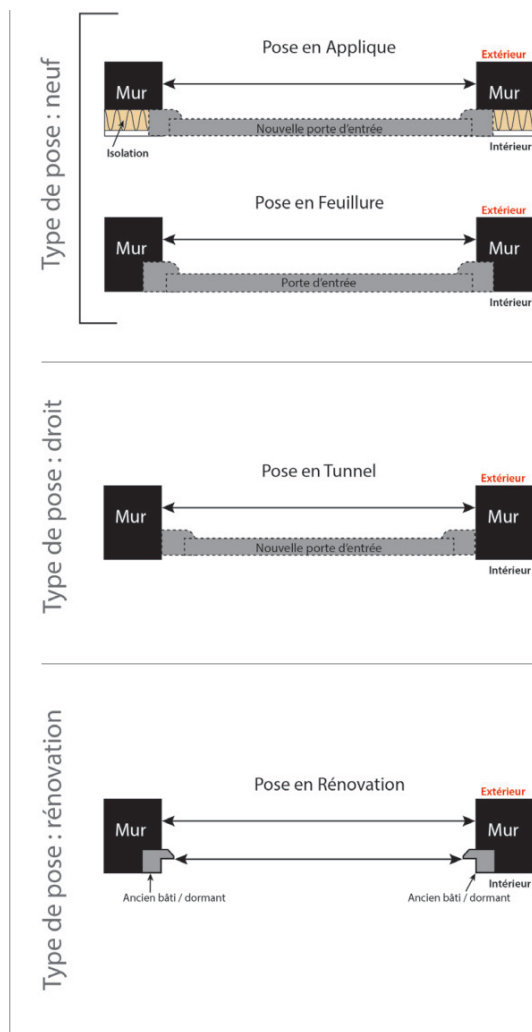 Type de pose : neuf
Pose en Applique
Extérieur
Mur
Mur
Nouvelle porte d'entrée
Isolation
Intérieur
Pose en Feuillure
Extérieur
Mur
Mur
Porte d'entrée
Intérieur
Type de pose : droit
Pose en Tunnel
Extérieur
Mur
Mur
Nouvelle porte d'entrée
Intérieur
Type de pose : rénovation
Pose en Rénovation
Extérieur
Mur
Mur
Intérieur
Ancien bâti / dormant
Ancien bâti / dormant